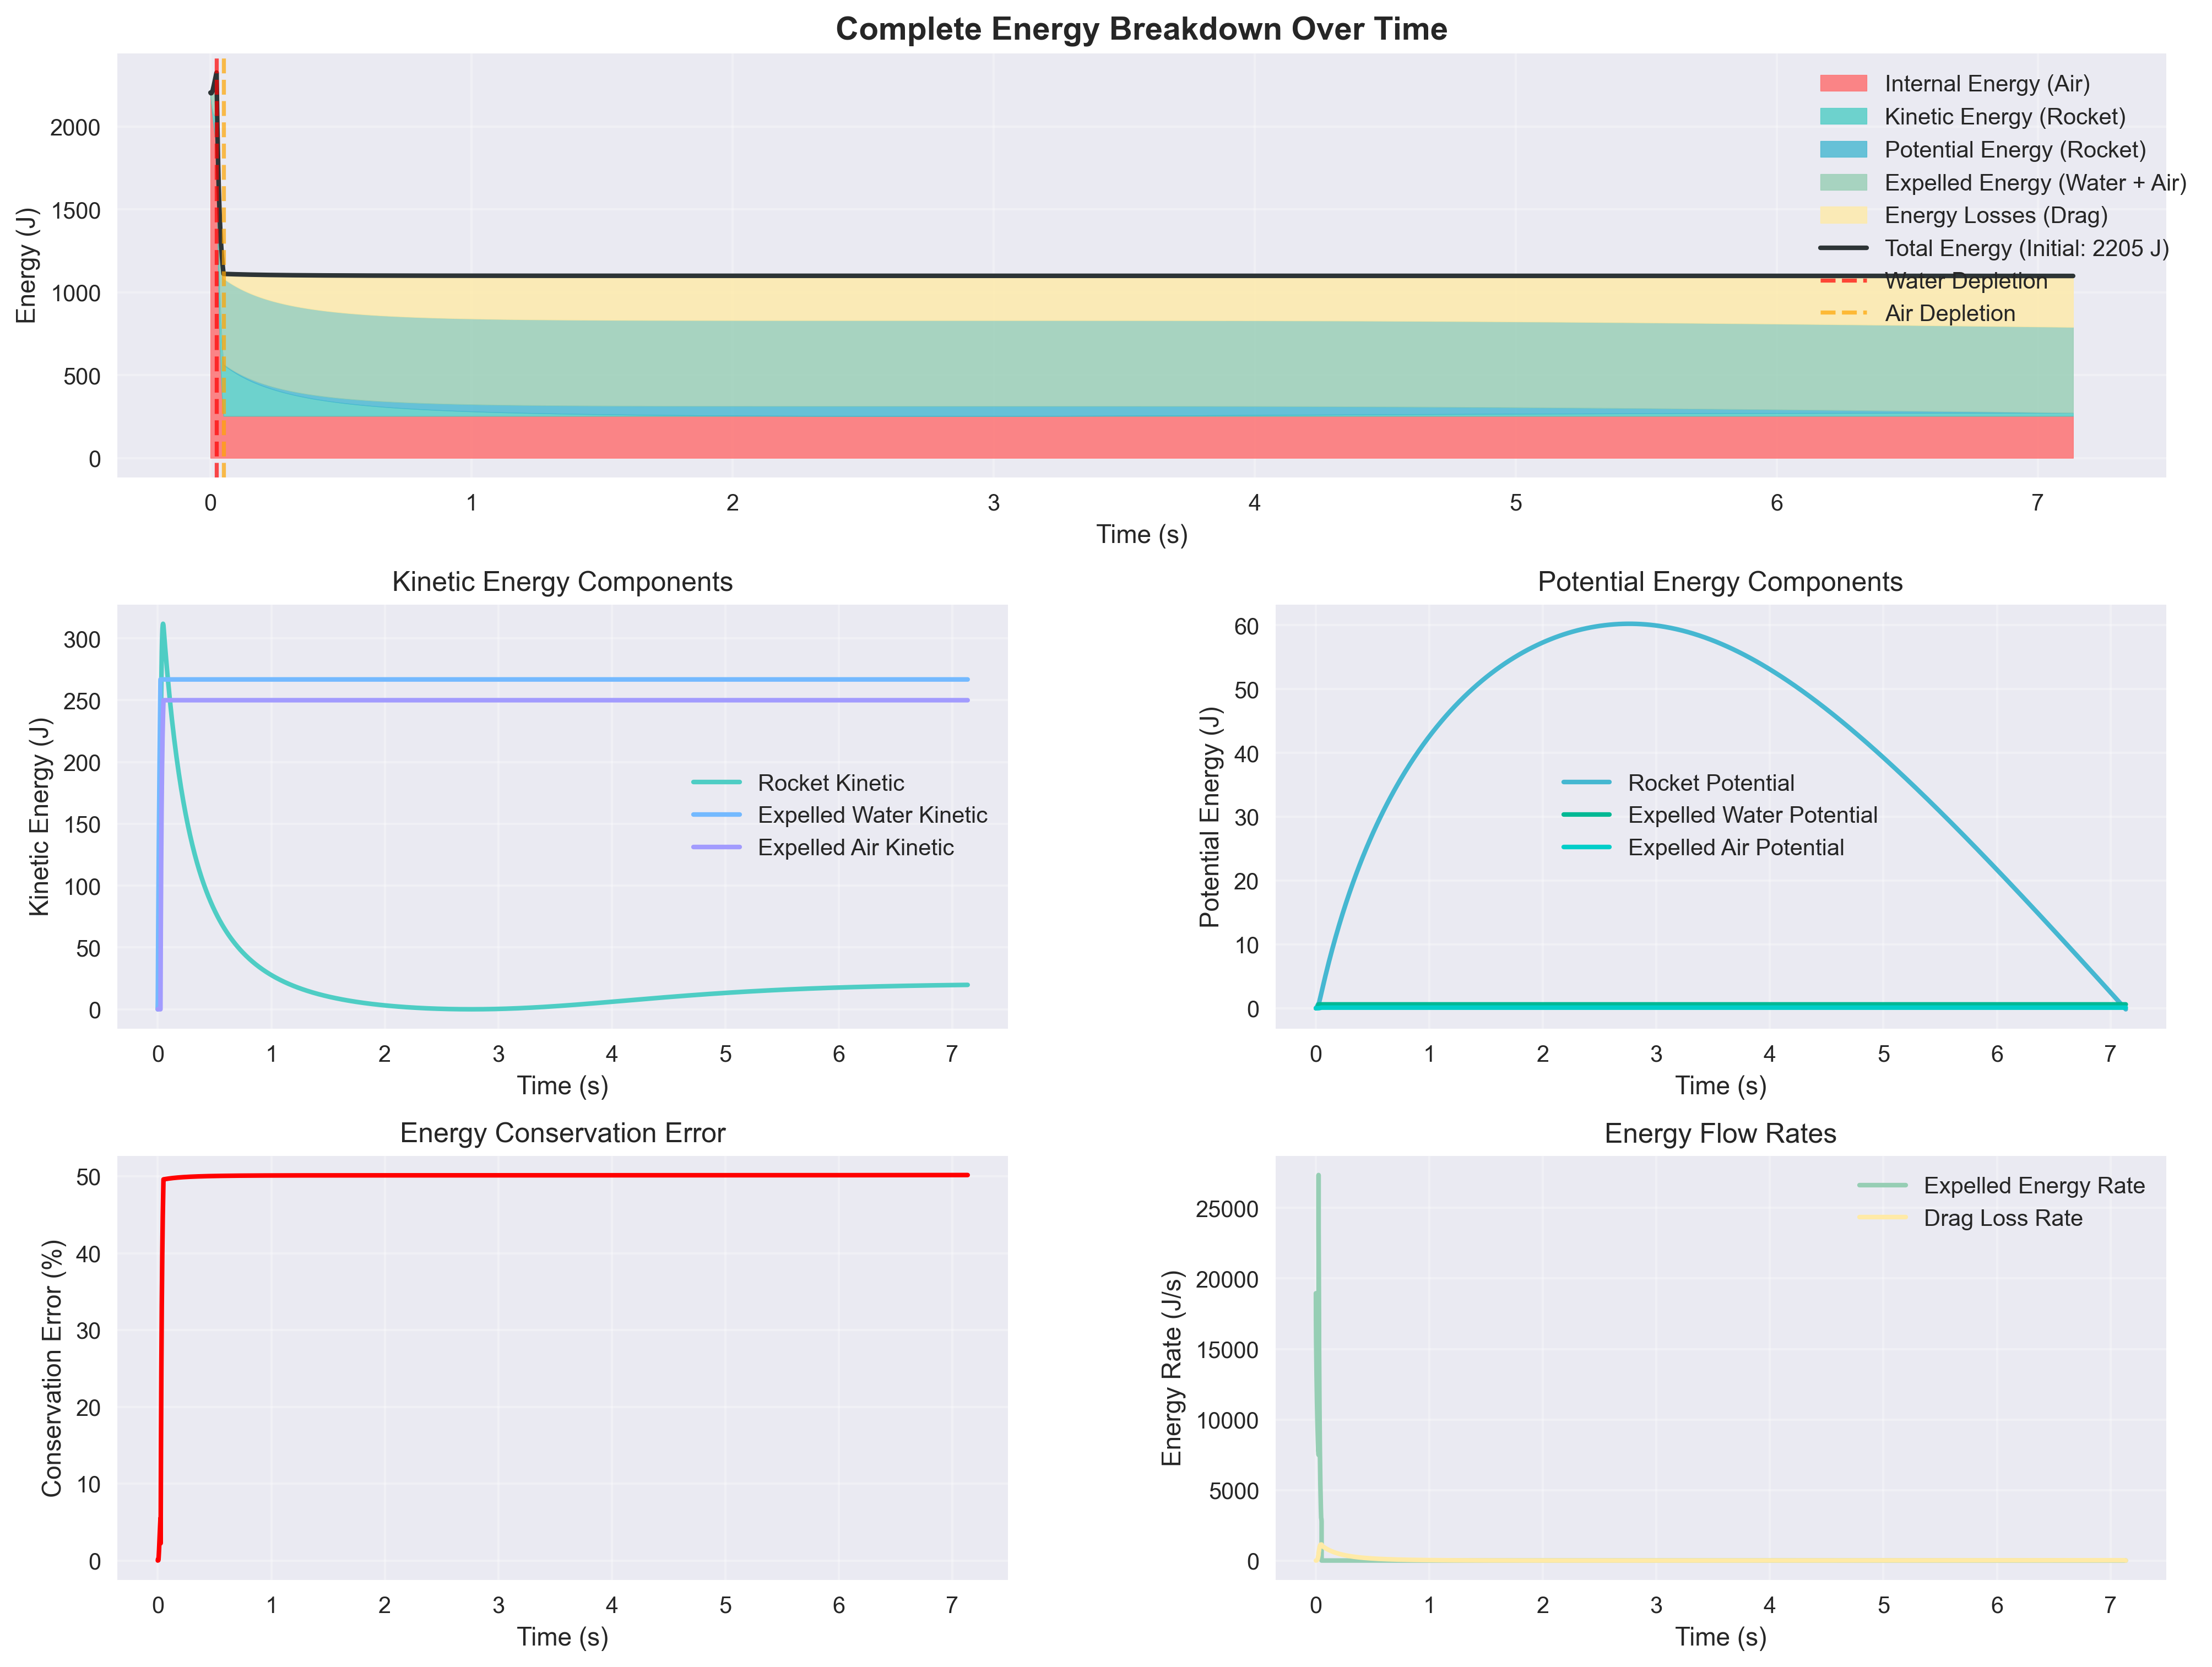 Complete Energy Breakdown Over Time
Energy (J)
2000
1500
1000
500
0
Internal Energy (Air)
Kinetic Energy (Rocket)
Potential Energy (Rocket)
Expelled Energy (Water + Air)
Energy Losses (Drag)
Total Energy (Initial: 2205 J)
Water Depletion
Air Depletion
0 1 2 3 4 5 6 7
Time (s)
Kinetic Energy Components
Kinetic Energy (J)
300
250
200
150
100
50
0
Rocket Kinetic
Expelled Water Kinetic
Expelled Air Kinetic
0 1 2 3 4 5 6 7
Time (s)
Potential Energy Components
Potential Energy (J)
60
50
40
30
20
10
0
Rocket Potential
Expelled Water Potential
Expelled Air Potential
0 1 2 3 4 5 6 7
Time (s)
Energy Conservation Error
Conservation Error (%)
50
40
30
20
10
0
0 1 2 3 4 5 6 7
Time (s)
Energy Flow Rates
Energy Rate (J/s)
25000
20000
15000
10000
5000
0
Expelled Energy Rate
Drag Loss Rate
0 1 2 3 4 5 6 7
Time (s)